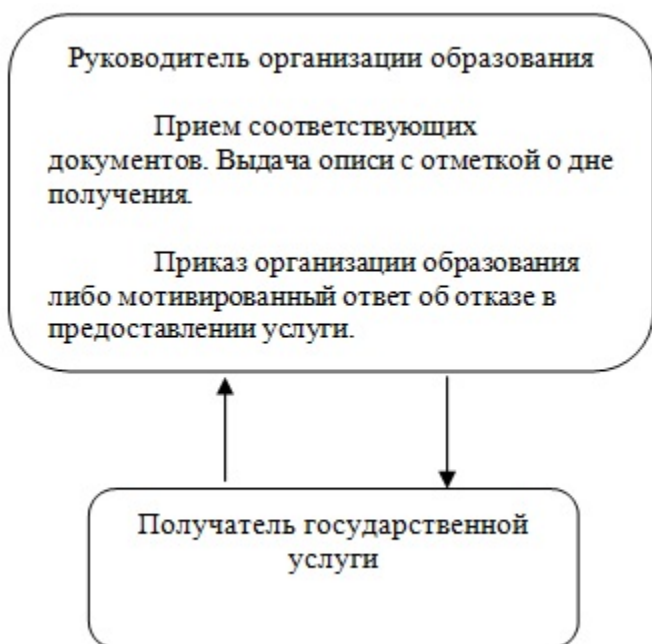 Руководитель организации образования
Прием соответствующих
документов. Выдача описи с отметкой о дне
получения.
Приказ организации образования
либо мотивированный ответ об отказе в
предоставлении услуги.
Получатель государственной
услуги